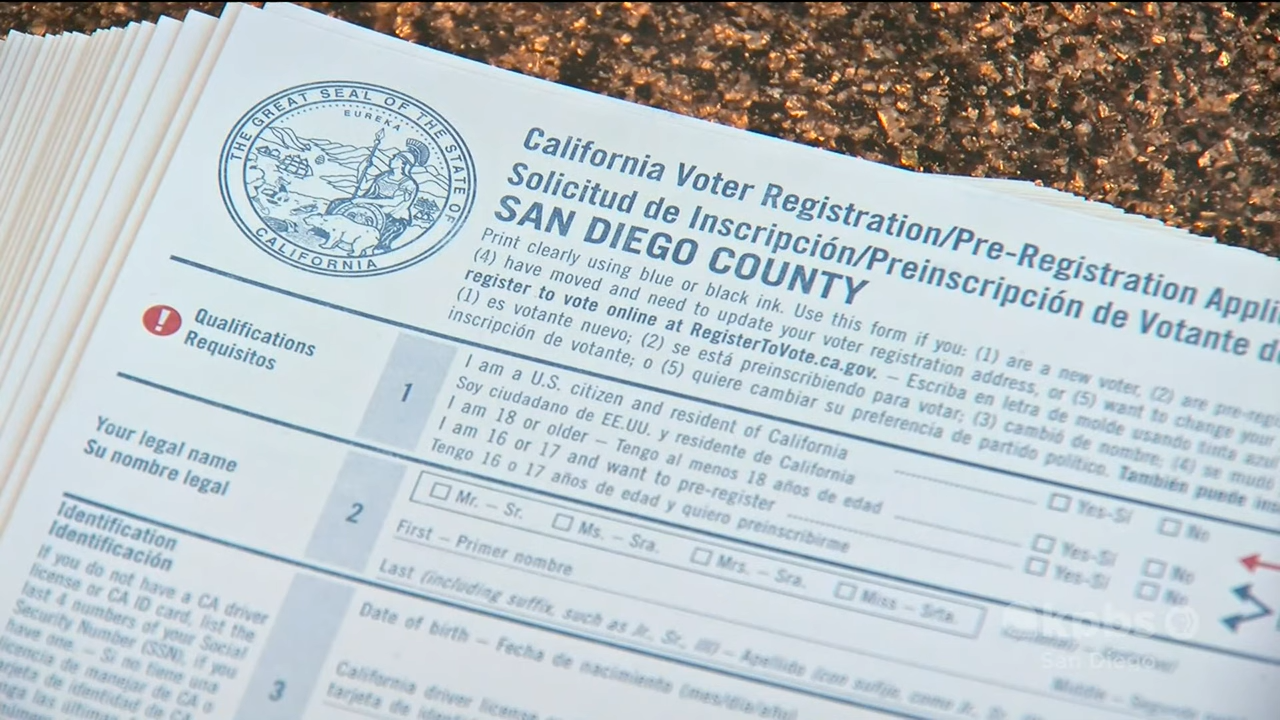 THE GREAT SEAL OF THE STATE OF CALIFORNIA
EUREKA
California Voter Registration/Pre-Registration
Solicitud de Inscripción/Preinscripción de Votante
SAN DIEGO COUNTY
Print clearly using blue or black ink. Use this form if you: (1) are a new voter, (2) are
(4) have moved and need to update your voter registration address, or (5) want to change your
register to vote online at RegisterToVote.ca.gov. – Escriba en letra de molde usando tinta azul
(1) es votante nuevo; (2) se está preinscribiendo para votar; (3) cambió de nombre; (4) se mudó
inscripción de votante; o (5) quiere cambiar su preferencia de partido político. También puede
Qualifications
Requisitos
1
I am a U.S. citizen and resident of California
Soy ciudadano de EE.UU. y residente de California
Yes-Sí No
I am 18 or older – Tengo al menos 18 años de edad
Yes-Sí No
I am 16 or 17 and want to pre-register
Tengo 16 o 17 años de edad y quiero preinscribirme
Yes-Sí No
Your legal name
Su nombre legal
2
Mr. – Sr. Ms. – Sra. Mrs. – Sra. Miss – Srta.
First – Primer nombre
Middle – Segundo
Last (including suffix, such as Jr., Sr., III) – Apellido (con sufijo, como Jr.
Identification
Identificación
If you do not have a CA driver
license or CA ID card, list the
last 4 numbers of your Social
Security Number (SSN), if you
have one. – Si no tiene una
licencia de manejar de CA o
tarjeta de identidad de CA,
3
Date of birth – Fecha de nacimiento (mes/día/año)
California driver license
tarjeta de
kpbs
San Diego